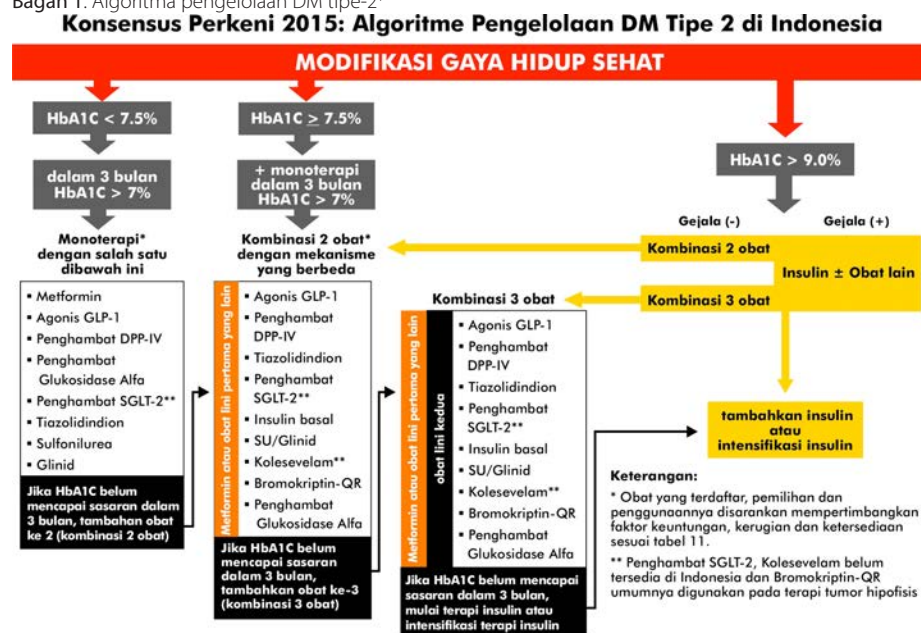 Bagan 1. Algoritma pengelolaan DM tipe-2
Konsensus Perkeni 2015: Algoritme Pengelolaan DM Tipe 2 di Indonesia
MODIFIKASI GAYA HIDUP SEHAT
HbA1C < 7.5%
dalam 3 bulan
HbA1C > 7%
Monoterapi*
dengan salah satu
dibawah ini
▪ Metformin
▪ Agonis GLP-1
▪ Penghambat DPP-IV
▪ Penghambat
Glukosidase Alfa
▪ Penghambat SGLT-2**
▪ Tiazolidindion
▪ Sulfonilurea
▪ Glinid
Jika HbA1C belum
mencapai sasaran dalam
3 bulan, tambahan obat
ke 2 (kombinasi 2 obat)
HbA1C ≥ 7.5%
+ monoterapi
dalam 3 bulan
HbA1C > 7%
Kombinasi 2 obat*
dengan mekanisme
yang berbeda
Metformin atau obat lini pertama yang lain
▪ Agonis GLP-1
▪ Penghambat
DPP-IV
▪ Tiazolidindion
▪ Penghambat
SGLT-2**
▪ Insulin basal
▪ SU/Glinid
▪ Kolesevelam**
▪ Bromokriptin-QR
▪ Penghambat
Glukosidase Alfa
Jika HbA1C belum
mencapai sasaran
dalam 3 bulan,
tambahkan obat ke-3
(kombinasi 3 obat)
Kombinasi 3 obat
Metformin atau obat lini pertama yang lain
obat lini kedua
▪ Agonis GLP-1
▪ Penghambat
DPP-IV
▪ Tiazolidindion
▪ Penghambat
SGLT-2**
▪ Insulin basal
▪ SU/Glinid
▪ Kolesevelam**
▪ Bromokriptin-QR
▪ Penghambat
Glukosidase Alfa
Jika HbA1C belum mencapai
sasaran dalam 3 bulan,
mulai terapi insulin atau
intensifikasi terapi insulin
HbA1C > 9.0%
Gejala (-)
Gejala (+)
Kombinasi 2 obat
Insulin ± Obat lain
Kombinasi 3 obat
tambahkan insulin
atau
intensifikasi insulin
Keterangan:
* Obat yang terdaftar, pemilihan dan
penggunaannya disarankan mempertimbangkan
faktor keuntungan, kerugian dan ketersediaan
sesuai tabel 11.
** Penghambat SGLT-2, Kolesevelam belum
tersedia di Indonesia dan Bromokriptin-QR
umumnya digunakan pada terapi tumor hipofisis